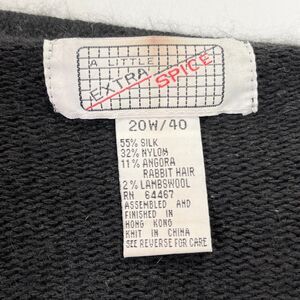 A LITTLE
EXTRA
SPICE
20W/40
55% SILK
32% NYLON
11% ANGORA
RABBIT HAIR
2% LAMBSWOOL
RN 64467
ASSEMBLED AND
FINISHED IN
HONG KONG
KNIT IN CHINA
SEE REVERSE FOR CARE